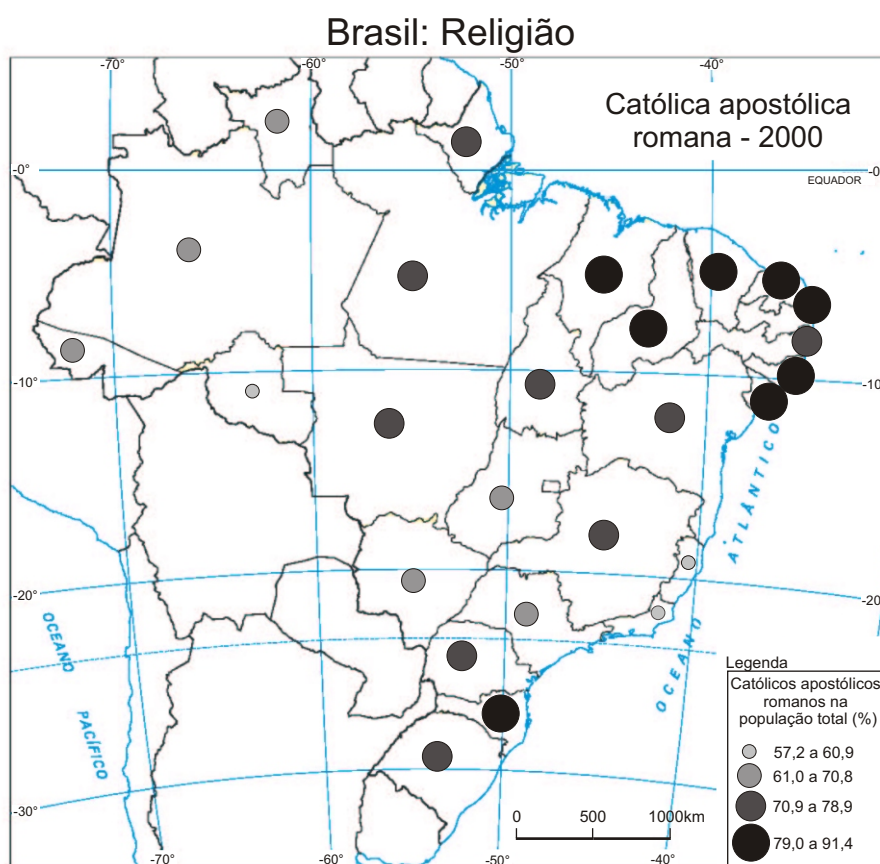 Brasil: Religião
-70°
-60°
-50°
-40°
Católica apostólica
romana - 2000
-0°
-0
EQUADOR
-10°
-10
ATLÂNTICO
-20°
-20
OCEANO
OCEANO
PACÍFICO
-30°
0
500
1000km
-70°
-60°
-50°
-40°
Legenda
Católicos apostólicos
romanos na
população total (%)
57,2 a 60,9
61,0 a 70,8
70,9 a 78,9
79,0 a 91,4